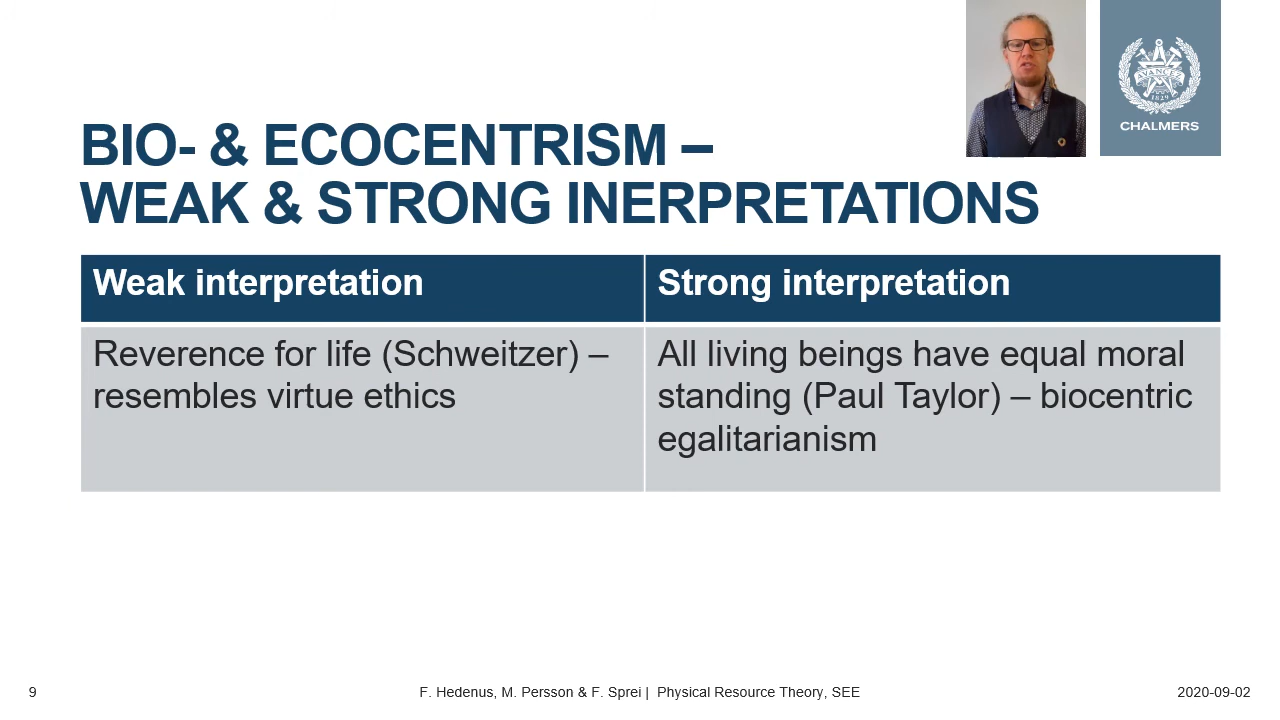 AVANCEZ
1829
CHALMERS
BIO- & ECOCENTRISM –
WEAK & STRONG INERPRETATIONS
Weak interpretation
Strong interpretation
Reverence for life (Schweitzer) –
resembles virtue ethics
All living beings have equal moral
standing (Paul Taylor) – biocentric
egalitarianism
9
F. Hedenus, M. Persson & F. Sprei | Physical Resource Theory, SEE
2020-09-02